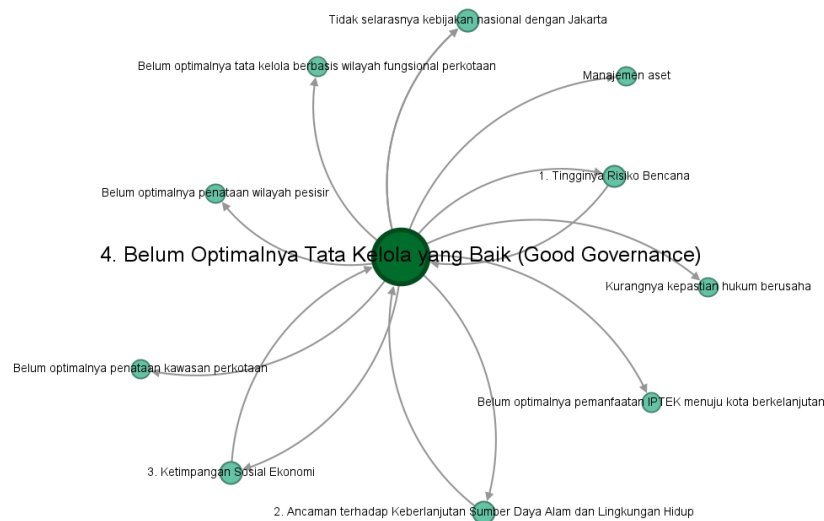 Tidak selarasnya kebijakan nasional dengan Jakarta
Belum optimalnya tata kelola berbasis wilayah fungsional perkotaan
Manajemen aset
1. Tingginya Risiko Bencana
Belum optimalnya penataan wilayah pesisir
4. Belum Optimalnya Tata Kelola yang Baik (Good Governance)
Kurangnya kepastian hukum berusaha
Belum optimalnya penataan kawasan perkotaan
Belum optimalnya pemanfaatan IPTEK menuju kota berkelanjutan
3. Ketimpangan Sosial Ekonomi
2. Ancaman terhadap Keberlanjutan Sumber Daya Alam dan Lingkungan Hidup